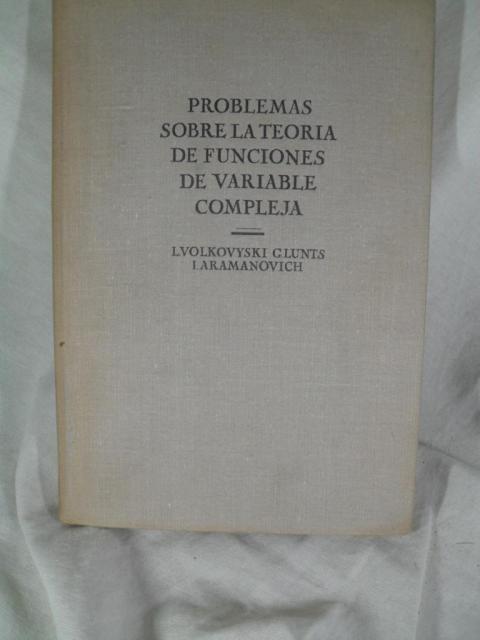 PROBLEMAS
SOBRE LA TEORIA
DE FUNCIONES
DE VARIABLE
COMPLEJA
L.VOLKOVYSKI G.LUNTS
I.ARAMANOVICH